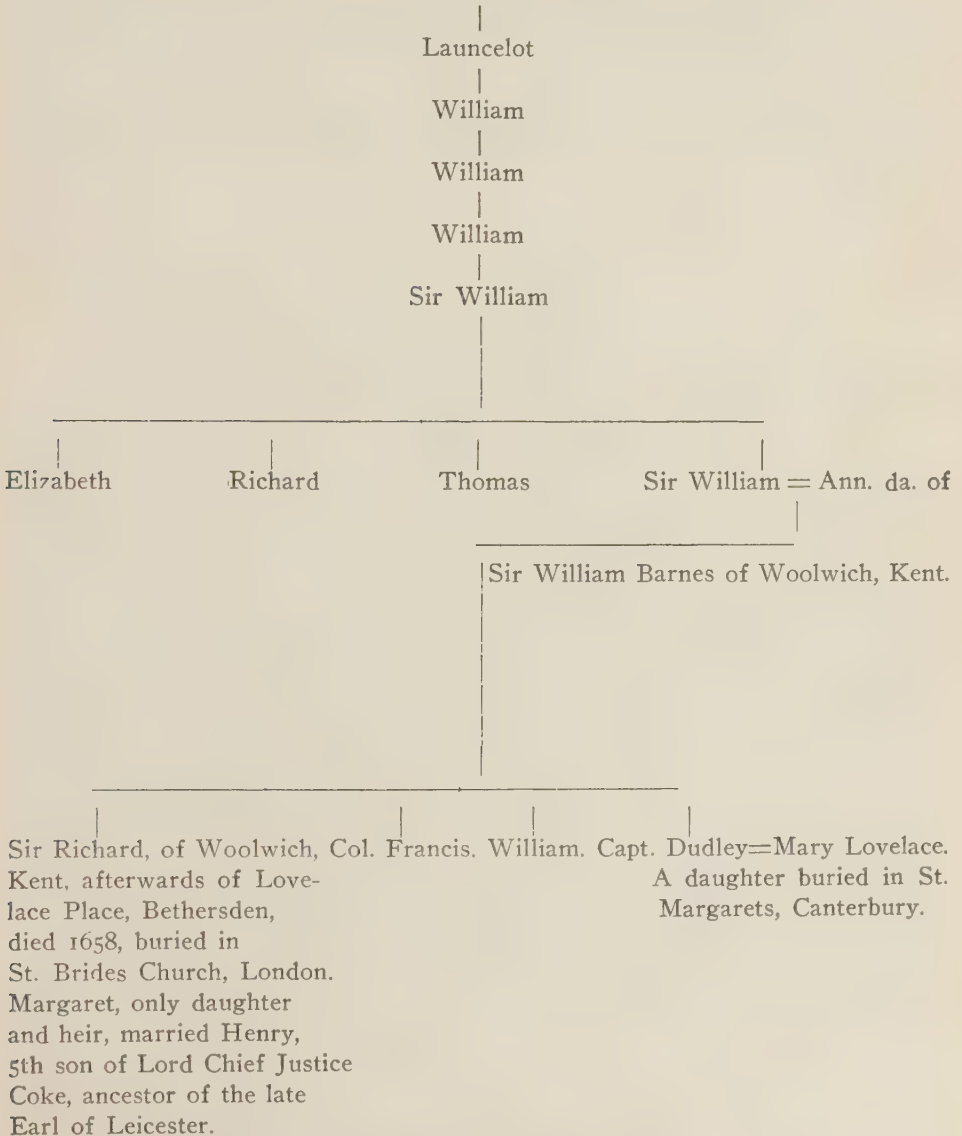 Launcelot
William
William
William
Sir William
Elizabeth Richard Thomas Sir William = Ann. da. of
Sir William Barnes of Woolwich, Kent.
Sir Richard, of Woolwich, Col. Francis. William. Capt. Dudley=Mary Lovelace.
Kent, afterwards of Love- A daughter buried in St.
lace Place, Bethersden, Margarets, Canterbury.
died 1658, buried in
St. Brides Church, London.
Margaret, only daughter
and heir, married Henry,
5th son of Lord Chief Justice
Coke, ancestor of the late
Earl of Leicester.